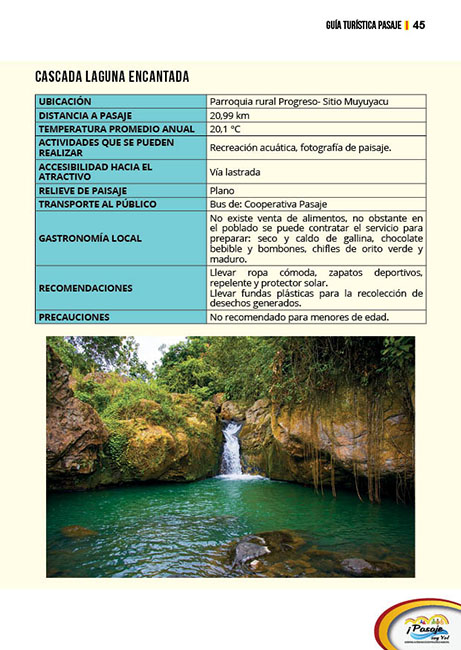 GUÍA TURÍSTICA PASAJE | 45
CASCADA LAGUNA ENCANTADA
UBICACIÓN
Parroquia rural Progreso- Sitio Muyuyacu
DISTANCIA A PASAJE
20,99 km
TEMPERATURA PROMEDIO ANUAL
20,1 °C
ACTIVIDADES QUE SE PUEDEN
REALIZAR
Recreación acuática, fotografía de paisaje.
ACCESIBILIDAD HACIA EL
ATRACTIVO
Vía lastrada
RELIEVE DE PAISAJE
Plano
TRANSPORTE AL PÚBLICO
Bus de: Cooperativa Pasaje
GASTRONOMÍA LOCAL
No existe venta de alimentos, no obstante en
el poblado se puede contratar el servicio para
preparar: seco y caldo de gallina, chocolate
bebible y bombones, chifles de orito verde y
maduro.
RECOMENDACIONES
Llevar ropa cómoda, zapatos deportivos,
repelente y protector solar.
Llevar fundas plásticas para la recolección de
desechos generados.
PRECAUCIONES
No recomendado para menores de edad.
¡Pasaje
soy Yo!